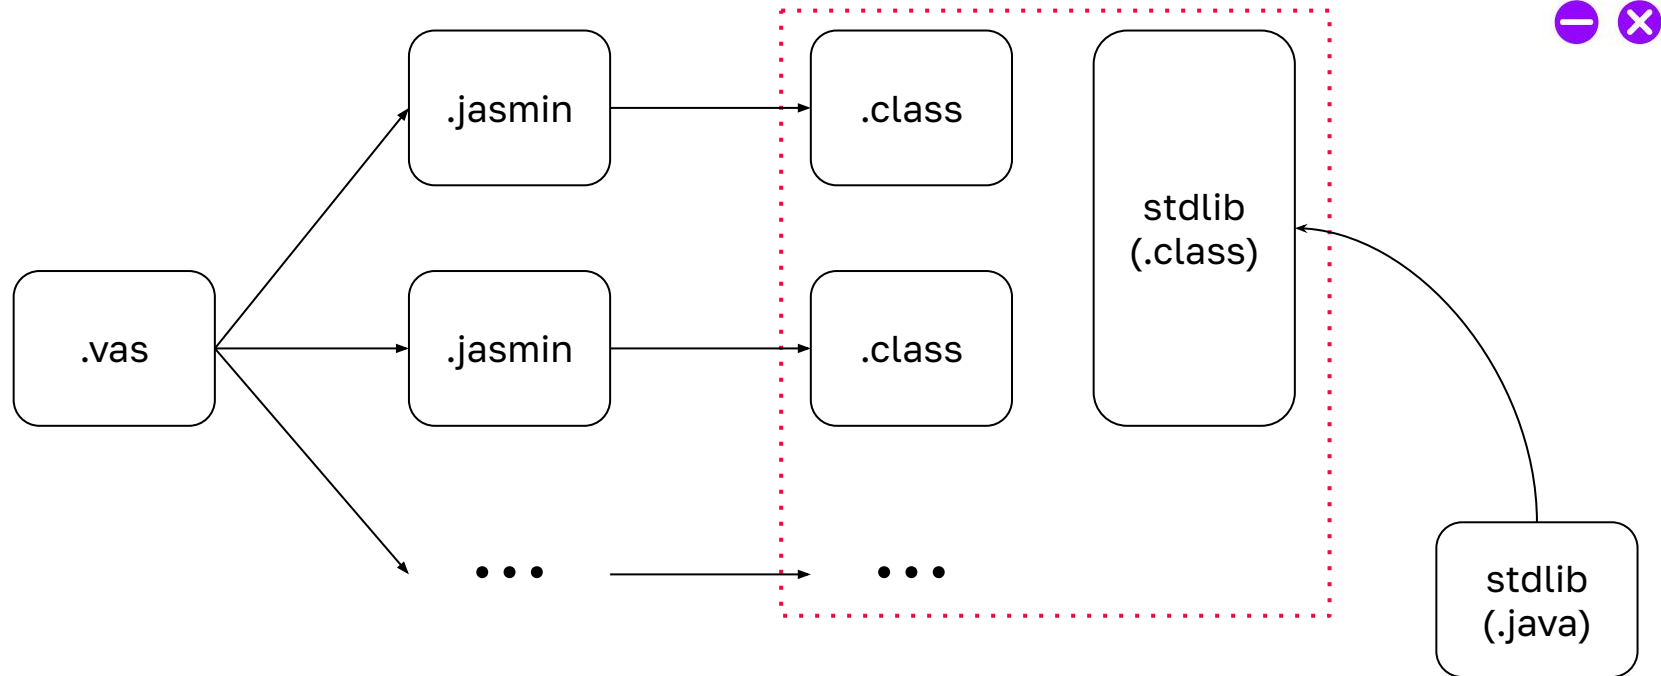 .jasmin
.class
stdlib
(.class)
.vas
.jasmin
.class
•••
•••
stdlib
(.java)